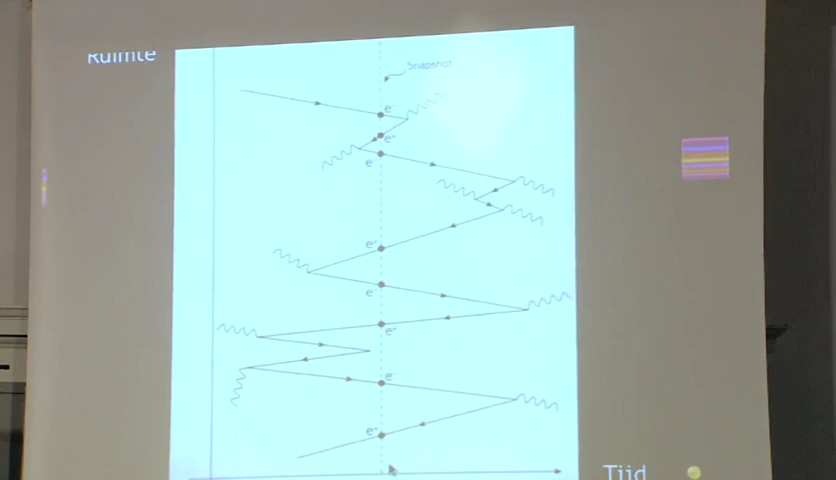 Ruimte
Snapshot
e⁻
e⁺
e⁻
e⁺
e⁻
e⁺
e⁻
e⁺
Tijd